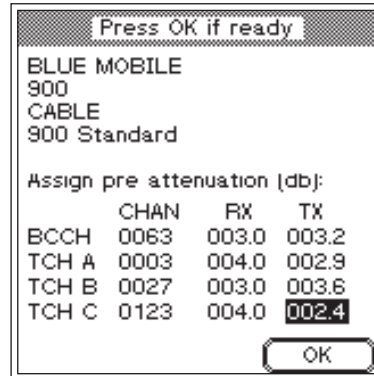 Press OK if ready
BLUE MOBILE
900
CABLE
900 Standard
Assign pre attenuation (db):
CHAN RX TX
BCCH 0063 003.0 003.2
TCH A 0003 004.0 002.9
TCH B 0027 003.0 003.6
TCH C 0123 004.0 002.4
OK